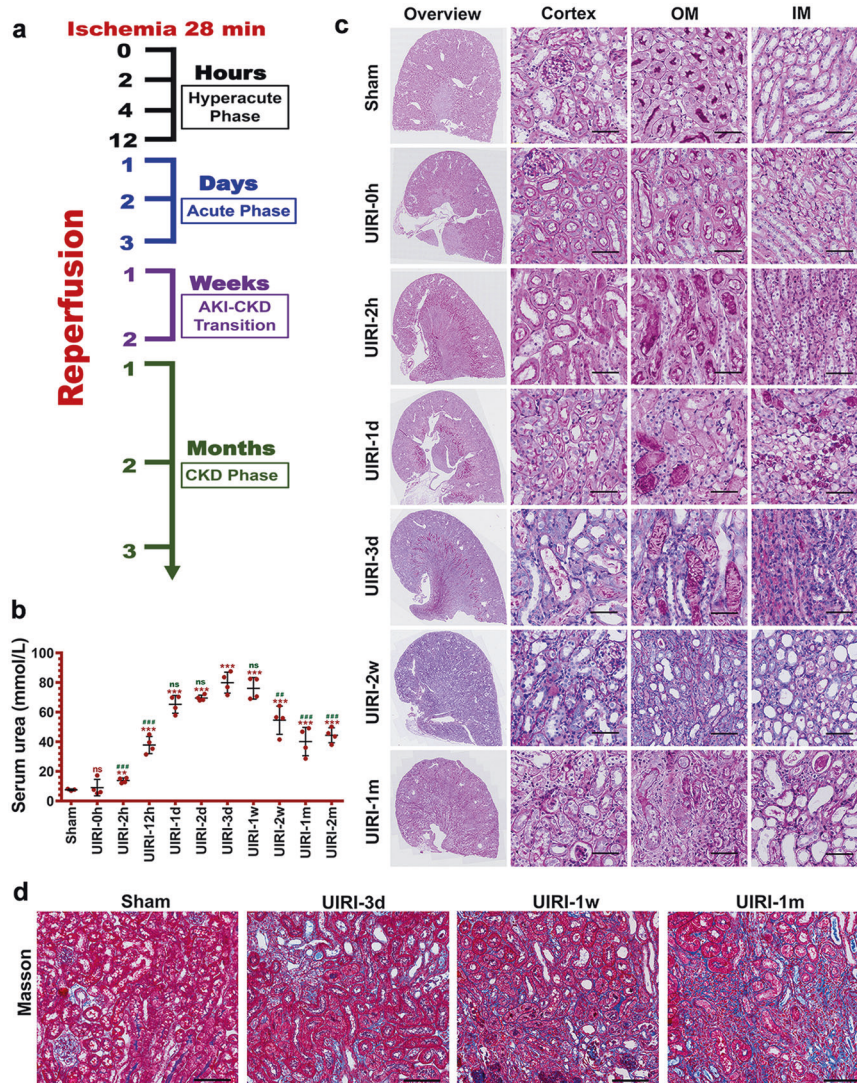 a
Ischemia 28 min
Reperfusion
0
2
4
12
Hours
Hyperacute
Phase
1
2
3
Days
Acute Phase
1
2
Weeks
AKI-CKD
Transition
1
2
3
Months
CKD Phase
b
Serum urea (mmol/L)
100
80
60
40
20
0
ns
###
**
###
***
ns
***
ns
***
***
ns
***
##
***
###
***
###
***
Sham
UIRI-0h
UIRI-2h
UIRI-12h
UIRI-1d
UIRI-2d
UIRI-3d
UIRI-1w
UIRI-2w
UIRI-1m
UIRI-2m
c
Overview Cortex OM IM
Sham
UIRI-0h
UIRI-2h
UIRI-1d
UIRI-3d
UIRI-2w
UIRI-1m
d
Sham UIRI-3d UIRI-1w UIRI-1m
Masson